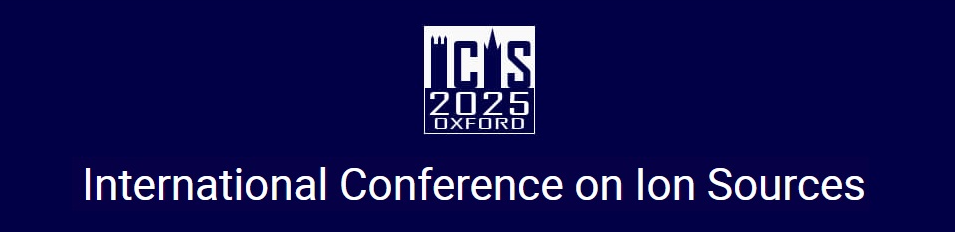 ICIS
2025
OXFORD
International Conference on Ion Sources